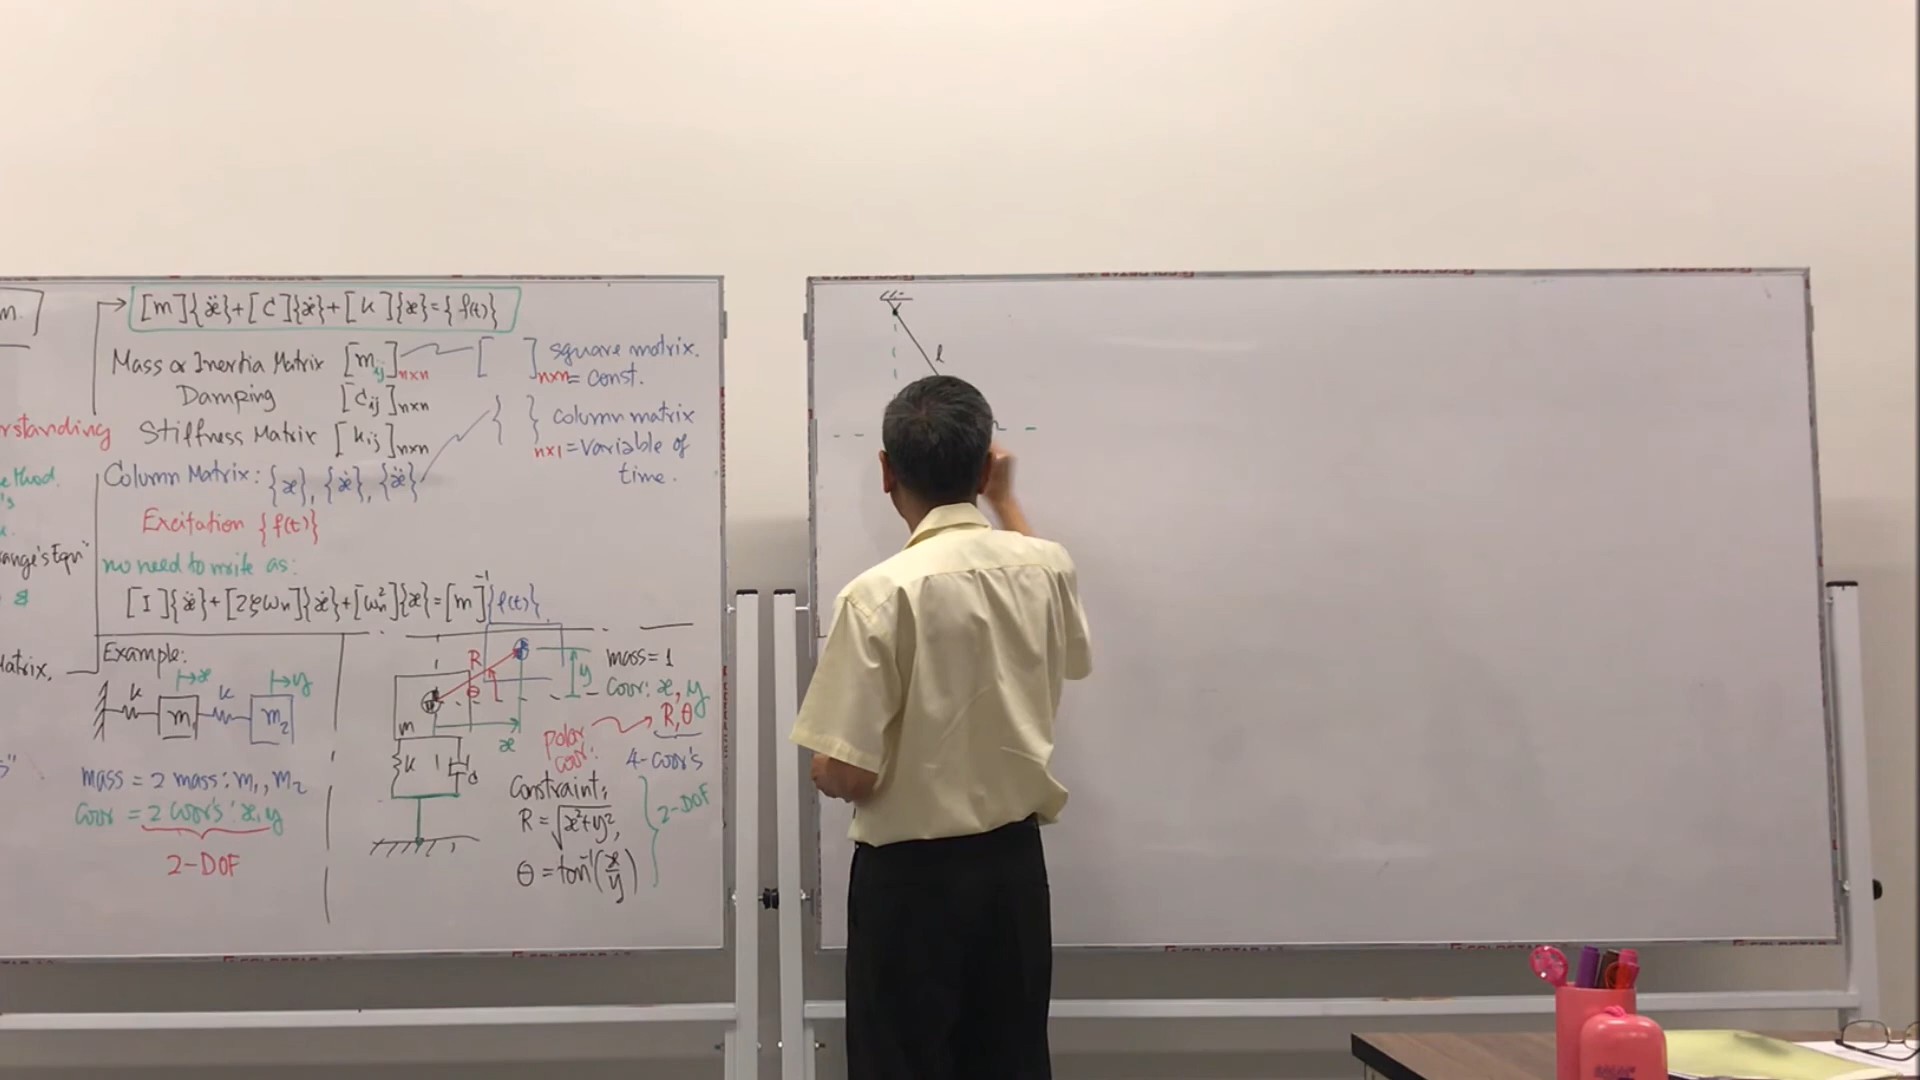 m.
[m]{ẍ}+[C]{ẋ}+[k]{x}={f(t)}
Mass or Inertia Matrix [mij]nxn
[ ]nxn square matrix.
= Const.
Damping [Cij]nxn
rstanding
Stiffness Matrix [kij]nxn
{ } column matrix
nx1 = Variable of
time.
ethod.
Column Matrix: {x}, {ẋ}, {ẍ}
's
Excitation {f(t)}
ange's Eqn"
no need to write as:
&
[I]{ẍ}+[2ζωn]{ẋ}+[ωn²]{x}=[m]⁻¹{f(t)}
atrix.
Example:
k m1 k m2
x y
mass = 2 mass: m1, m2
Coor = 2 Coor's: x, y
2-DOF
R θ y x
m
k c
mass = 1
Coor: x, y
R, θ
polar
coor:
4-coor's
Constraint:
R = √x²+y²,
θ = tan⁻¹(x/y)
2-DOF
l